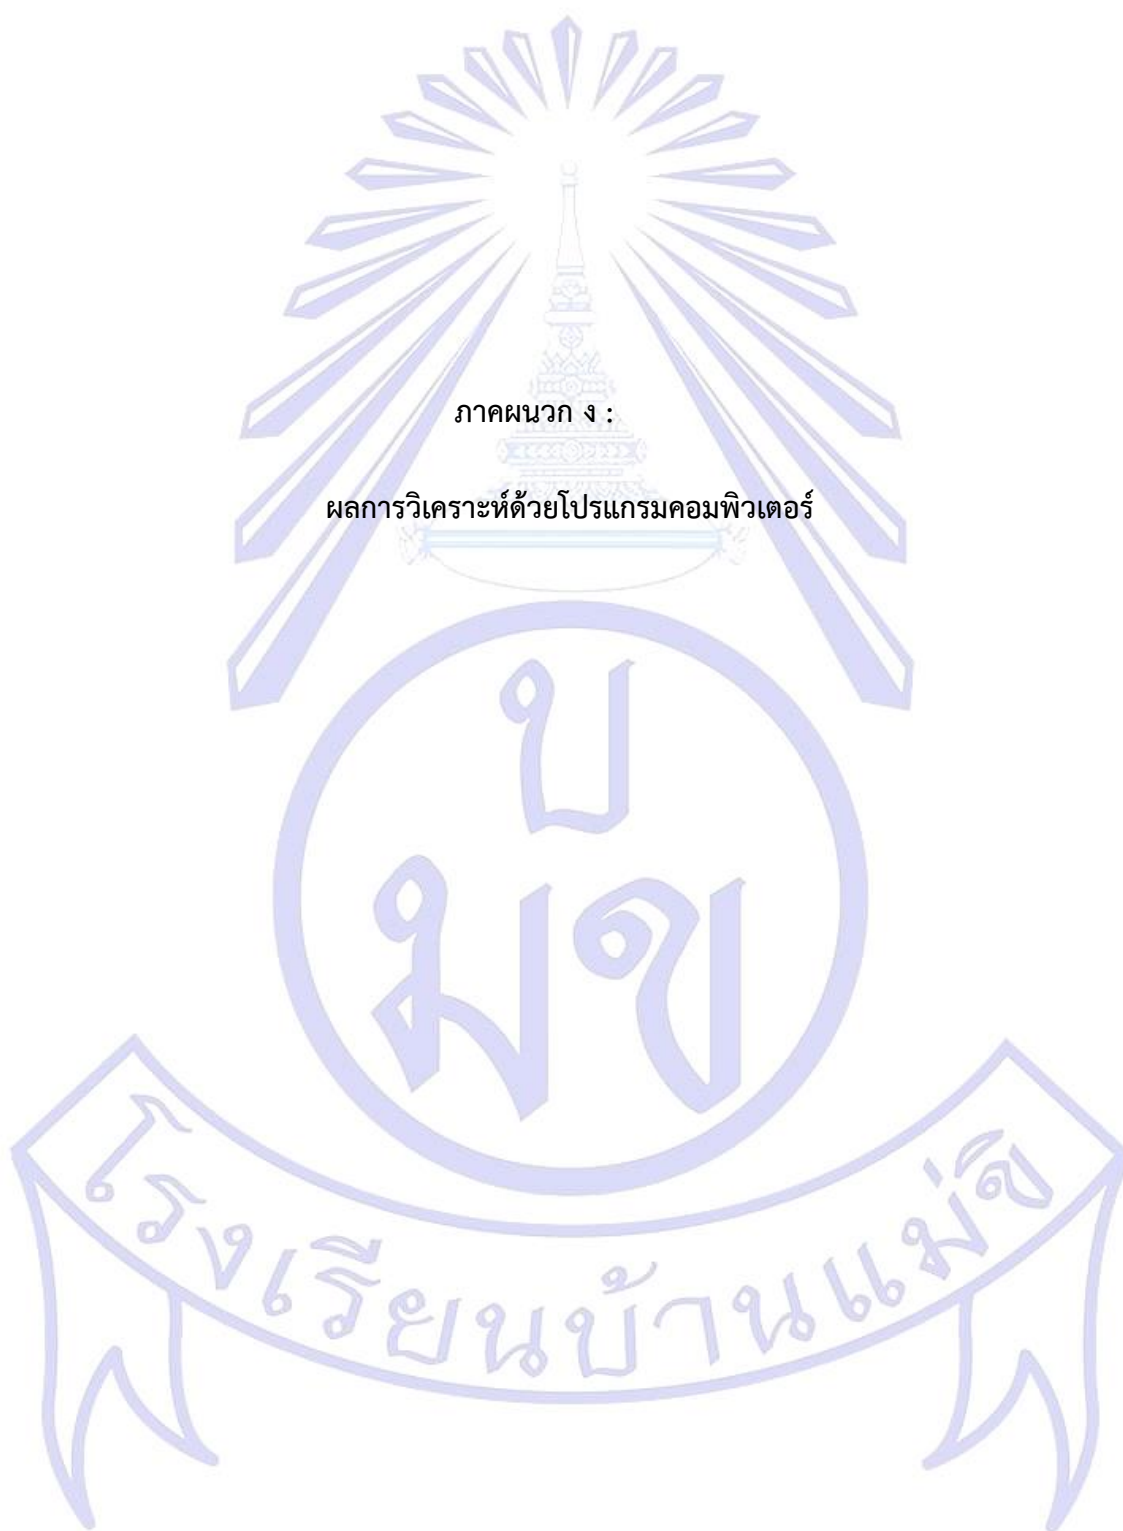 ภาคผนวก ง :
ผลการวิเคราะห์ด้วยโปรแกรมคอมพิวเตอร์
บ
มข
โรงเรียนบ้านแม่ขิ